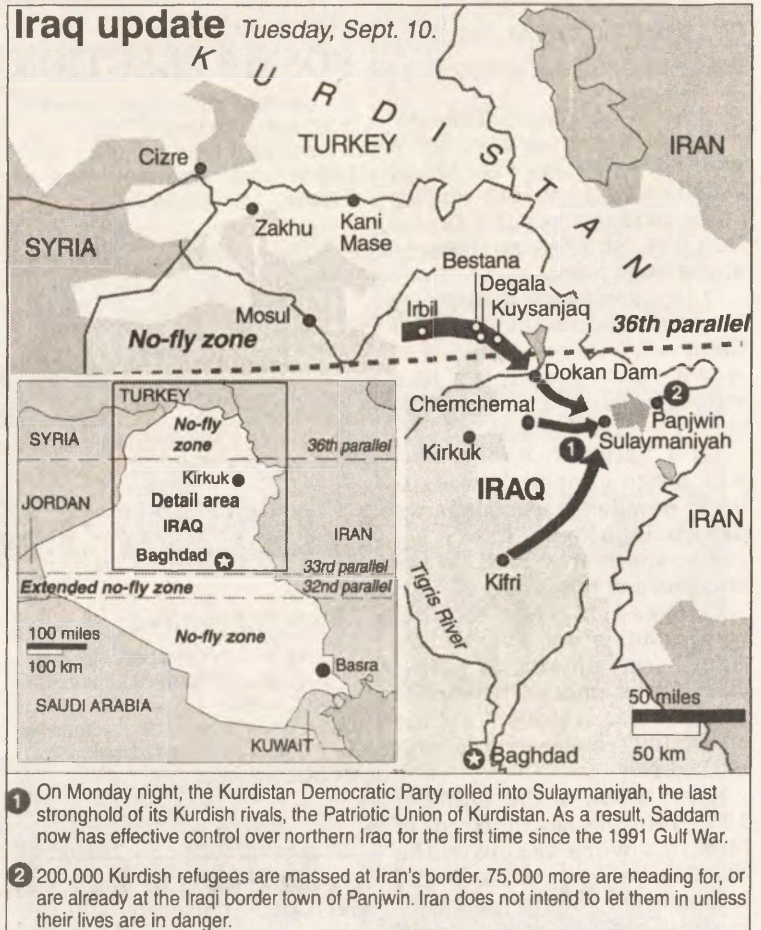 Iraq update Tuesday, Sept. 10.
KURDISTAN
TURKEY
IRAN
Cizre
Zakhu
Kani
Mase
SYRIA
Bestana
Degala
Kuysanjaq
Irbil
Mosul
No-fly zone
36th parallel
Dokan Dam
Chemchemal
2
Panjwin
Sulaymaniyah
Kirkuk
1
IRAQ
IRAN
Kifri
Tigris River
50 miles
50 km
Baghdad
TURKEY
No-fly
zone
SYRIA
36th parallel
Kirkuk
JORDAN
Detail area
IRAQ
IRAN
Baghdad
33rd parallel
Extended no-fly zone
32nd parallel
100 miles
100 km
No-fly zone
Basra
SAUDI ARABIA
KUWAIT
1 On Monday night, the Kurdistan Democratic Party rolled into Sulaymaniyah, the last
stronghold of its Kurdish rivals, the Patriotic Union of Kurdistan. As a result, Saddam
now has effective control over northern Iraq for the first time since the 1991 Gulf War.
2 200,000 Kurdish refugees are massed at Iran's border. 75,000 more are heading for, or
are already at the Iraqi border town of Panjwin. Iran does not intend to let them in unless
their lives are in danger.